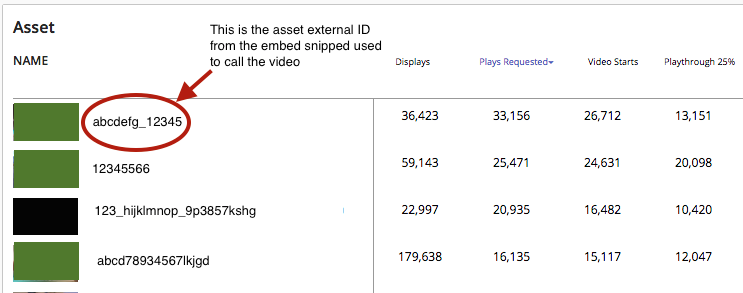 Asset
This is the asset external ID
from the embed snipped used
to call the video
NAME Displays Plays Requested Video Starts Playthrough 25%
abcdefg_12345 36,423 33,156 26,712 13,151
12345566 59,143 25,471 24,631 20,098
123_hijklmnop_9p3857kshg 22,997 20,935 16,482 10,420
abcd78934567lkjgd 179,638 16,135 15,117 12,047